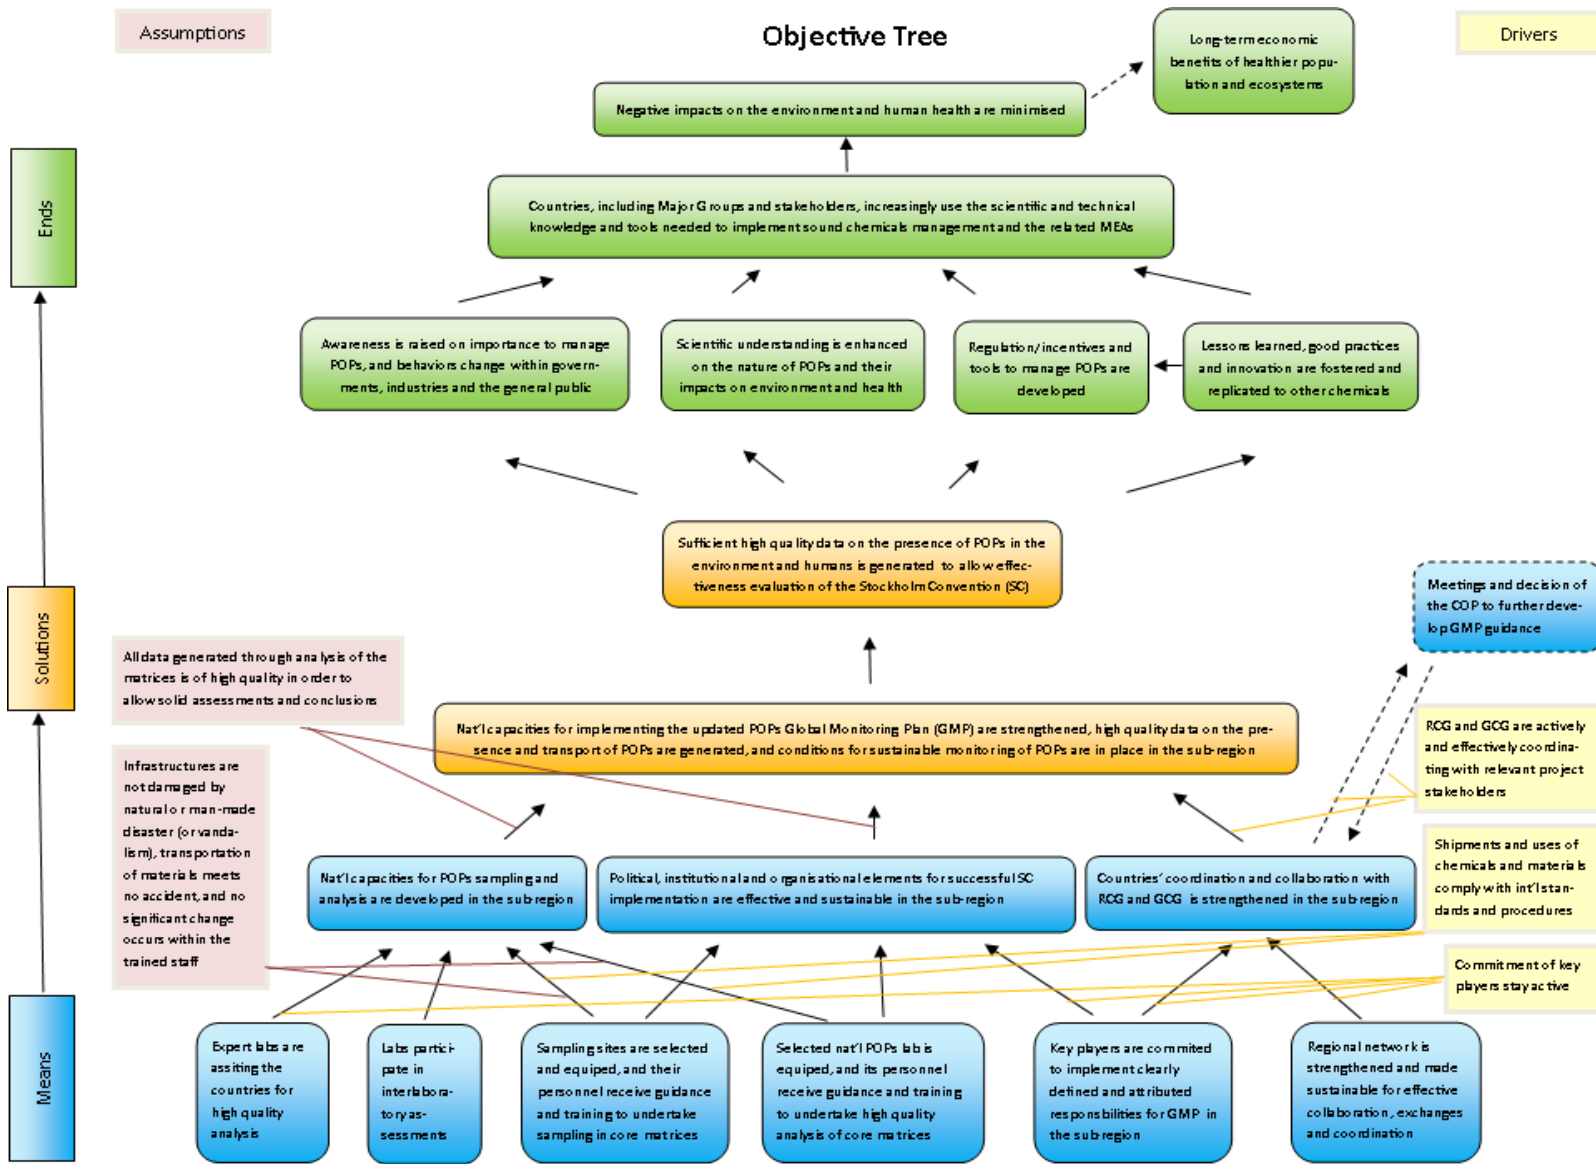 Assumptions
Objective Tree
Drivers
Long-term economic
benefits of healthier popu-
lation and ecosystems
Negative impacts on the environment and human health are minimised
Ends
Countries, including Major Groups and stakeholders, increasingly use the scientific and technical
knowledge and tools needed to implement sound chemicals management and the related MEAs
Awareness is raised on importance to manage
POPs, and behaviors change within govern-
ments, industries and the general public
Scientific understanding is enhanced
on the nature of POPs and their
impacts on environment and health
Regulation/incentives and
tools to manage POPs are
developed
Lessons learned, good practices
and innovation are fostered and
replicated to other chemicals
Sufficient high quality data on the presence of POPs in the
environment and humans is generated to allow effec-
tiveness evaluation of the Stockholm Convention (SC)
Meetings and decision of
the COP to further deve-
lop GMP guidance
Solutions
All data generated through analysis of the
matrices is of high quality in order to
allow solid assessments and conclusions
Nat'l capacities for implementing the updated POPs Global Monitoring Plan (GMP) are strengthened, high quality data on the pre-
sence and transport of POPs are generated, and conditions for sustainable monitoring of POPs are in place in the sub-region
RCG and GCG are actively
and effectively coordina-
ting with relevant project
stakeholders
Infrastructures are
not damaged by
natural or man-made
disaster (or vanda-
lism), transportation
of materials meets
no accident, and no
significant change
occurs within the
trained staff
Shipments and uses of
chemicals and materials
comply with int'l stan-
dards and procedures
Nat'l capacities for POPs sampling and
analysis are developed in the sub-region
Political, institutional and organisational elements for successful SC
implementation are effective and sustainable in the sub-region
Countries' coordination and collaboration with
RCG and GCG is strengthened in the sub-region
Commitment of key
players stay active
Means
Expert labs are
assiting the
countries for
high quality
analysis
Labs partici-
pate in
interlabora-
tory as-
sessments
Sampling sites are selected
and equiped, and their
personnel receive guidance
and training to undertake
sampling in core matrices
Selected nat'l POPs lab is
equiped, and its personnel
receive guidance and training
to undertake high quality
analysis of core matrices
Key players are commited
to implement clearly
defined and attributed
responsbilities for GMP in
the sub-region
Regional network is
strengthened and made
sustainable for effective
collaboration, exchanges
and coordination